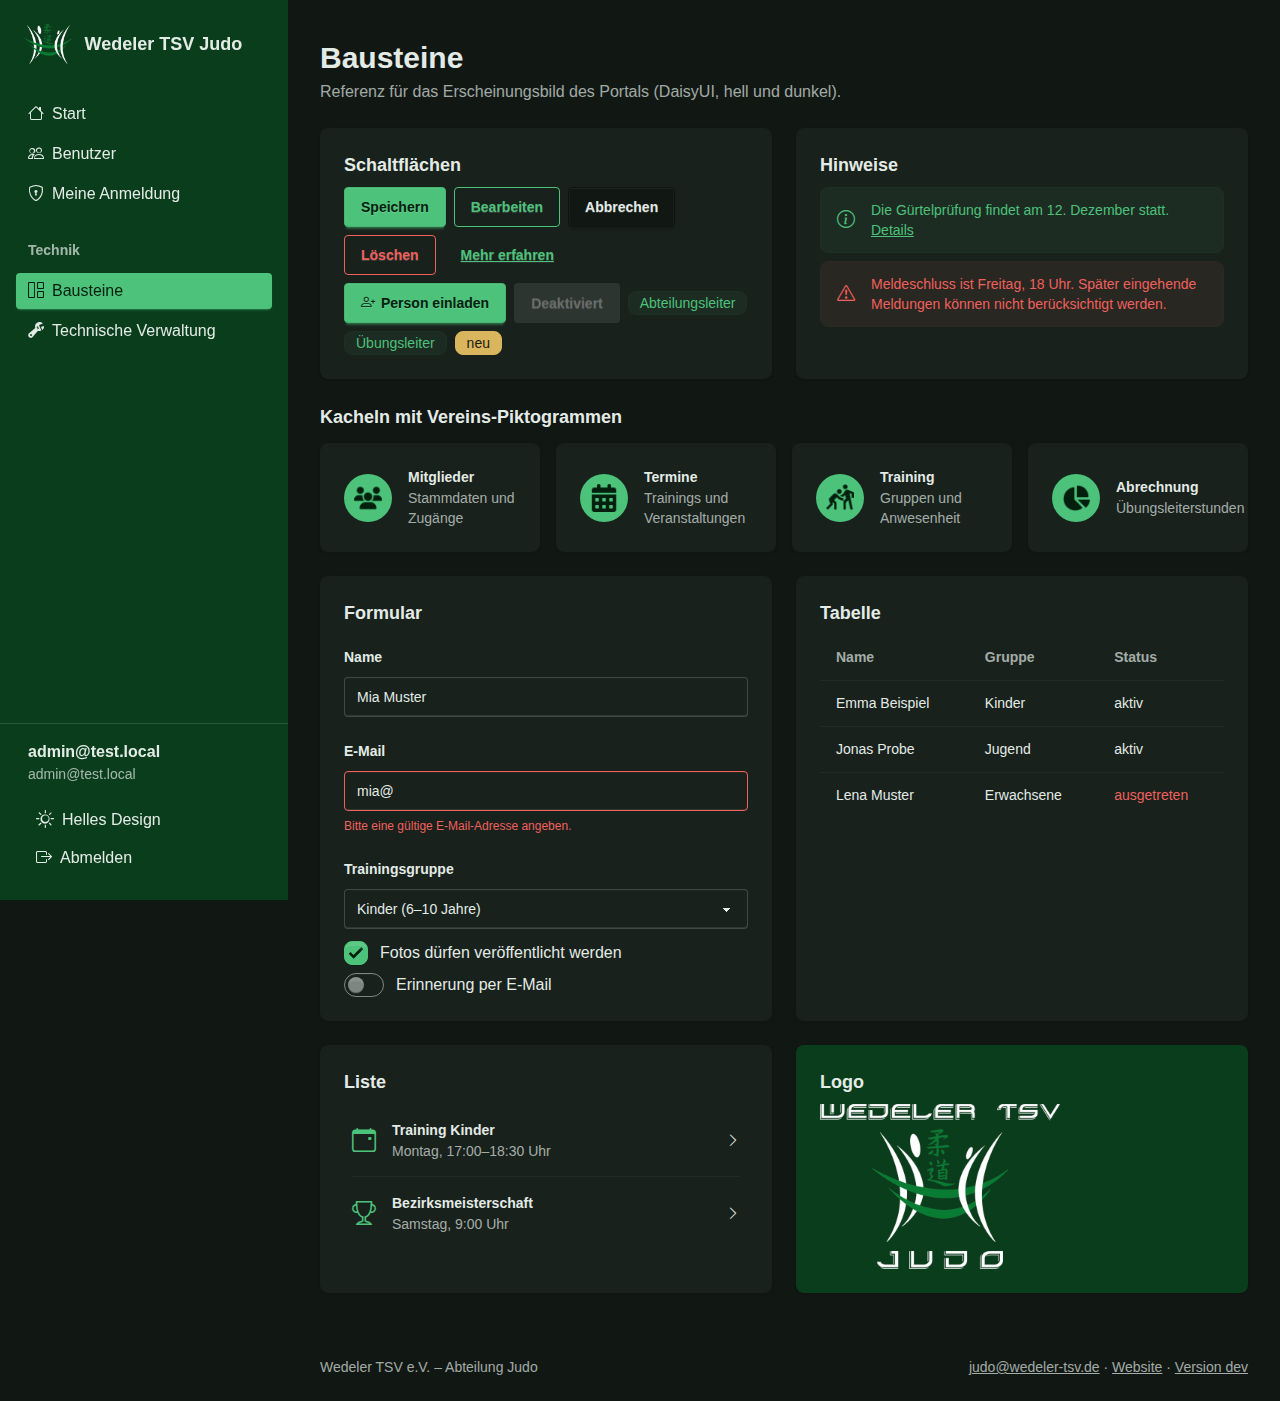 Wedeler TSV Judo
Start
Benutzer
Meine Anmeldung
Technik
Bausteine
Technische Verwaltung
admin@test.local
admin@test.local
Helles Design
Abmelden
Bausteine
Referenz für das Erscheinungsbild des Portals (DaisyUI, hell und dunkel).
Schaltflächen
Speichern
Bearbeiten
Abbrechen
Löschen
Mehr erfahren
Person einladen
Deaktiviert
Abteilungsleiter
Übungsleiter
neu
Hinweise
Die Gürtelprüfung findet am 12. Dezember statt.
Details
Meldeschluss ist Freitag, 18 Uhr. Später eingehende
Meldungen können nicht berücksichtigt werden.
Kacheln mit Vereins-Piktogrammen
Mitglieder
Stammdaten und
Zugänge
Termine
Trainings und
Veranstaltungen
Training
Gruppen und
Anwesenheit
Abrechnung
Übungsleiterstunden
Formular
Name
Mia Muster
E-Mail
mia@
Bitte eine gültige E-Mail-Adresse angeben.
Trainingsgruppe
Kinder (6–10 Jahre)
Fotos dürfen veröffentlicht werden
Erinnerung per E-Mail
Tabelle
Name Gruppe Status
Emma Beispiel Kinder aktiv
Jonas Probe Jugend aktiv
Lena Muster Erwachsene ausgetreten
Liste
Training Kinder
Montag, 17:00–18:30 Uhr
Bezirksmeisterschaft
Samstag, 9:00 Uhr
Logo
WEDELER TSV
柔
道
JUDO
Wedeler TSV e.V. – Abteilung Judo
judo@wedeler-tsv.de · Website · Version dev